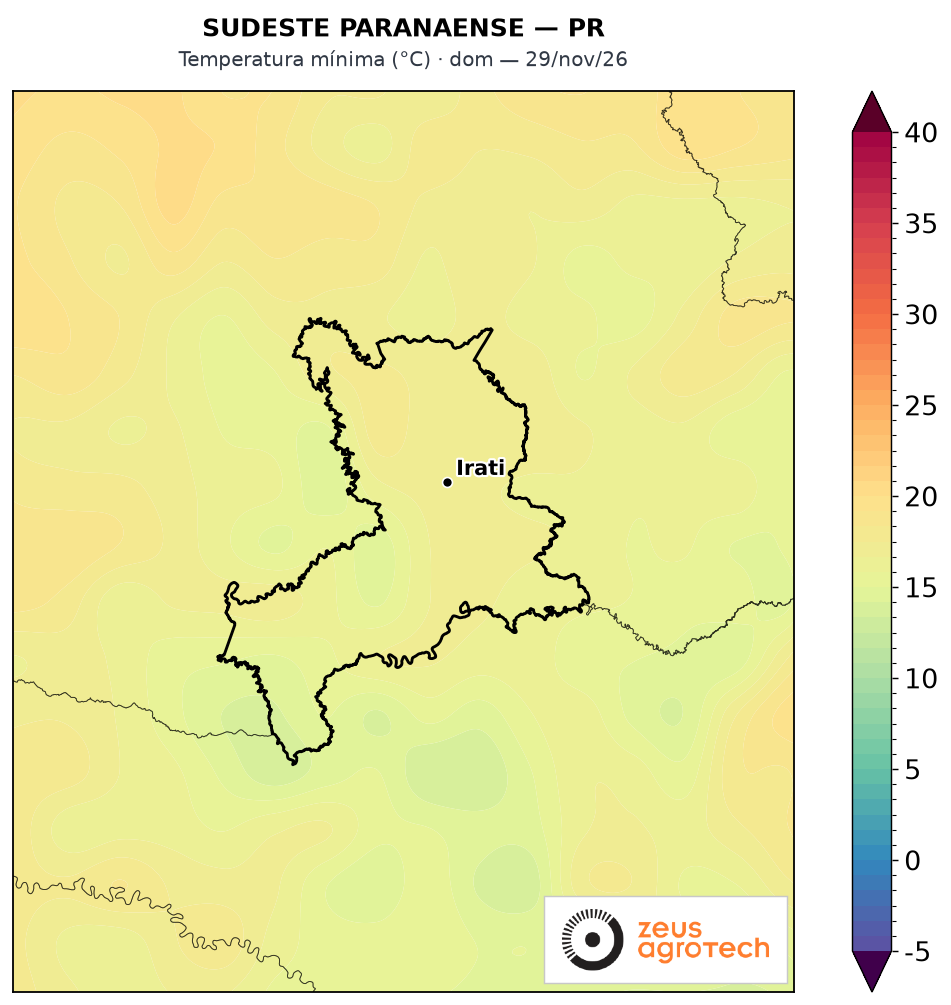 SUDESTE PARANAENSE — PR
Temperatura mínima (°C) · dom — 29/nov/26
40
35
30
25
20
15
10
5
0
-5
Irati
zeus
agrotech